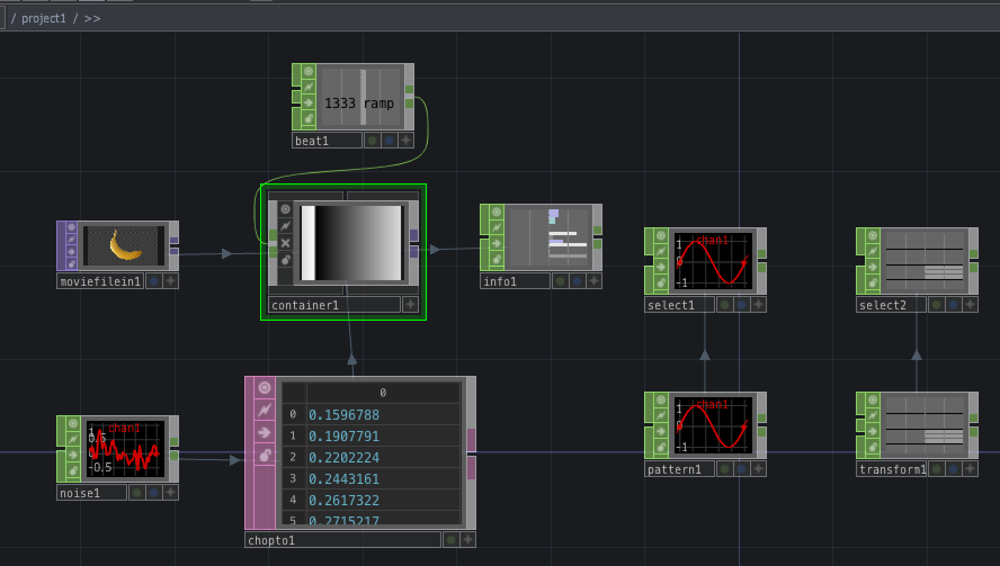 / project1 / >>
1333 ramp
beat1
moviefilein1
container1
info1
chan1
1
0
-1
select1
select2
chan1
1
0.5
0
-0.5
noise1
0
0 0.1596788
1 0.1907791
2 0.2202224
3 0.2443161
4 0.2617322
5 0.2715217
chopto1
chan1
1
0
-1
pattern1
transform1